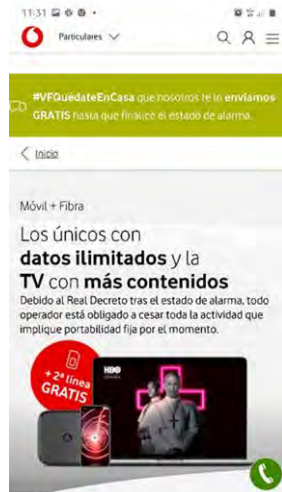 11:31
Particulares
#VFQuédateEnCasa que nosotros te lo enviamos
GRATIS hasta que finalice el estado de alarma.
Inicio
Móvil + Fibra
Los únicos con
datos ilimitados y la
TV con más contenidos
Debido al Real Decreto tras el estado de alarma, todo
operador está obligado a cesar toda la actividad que
implique portabilidad fija por el momento.
+ 2ª línea
GRATIS
HBO